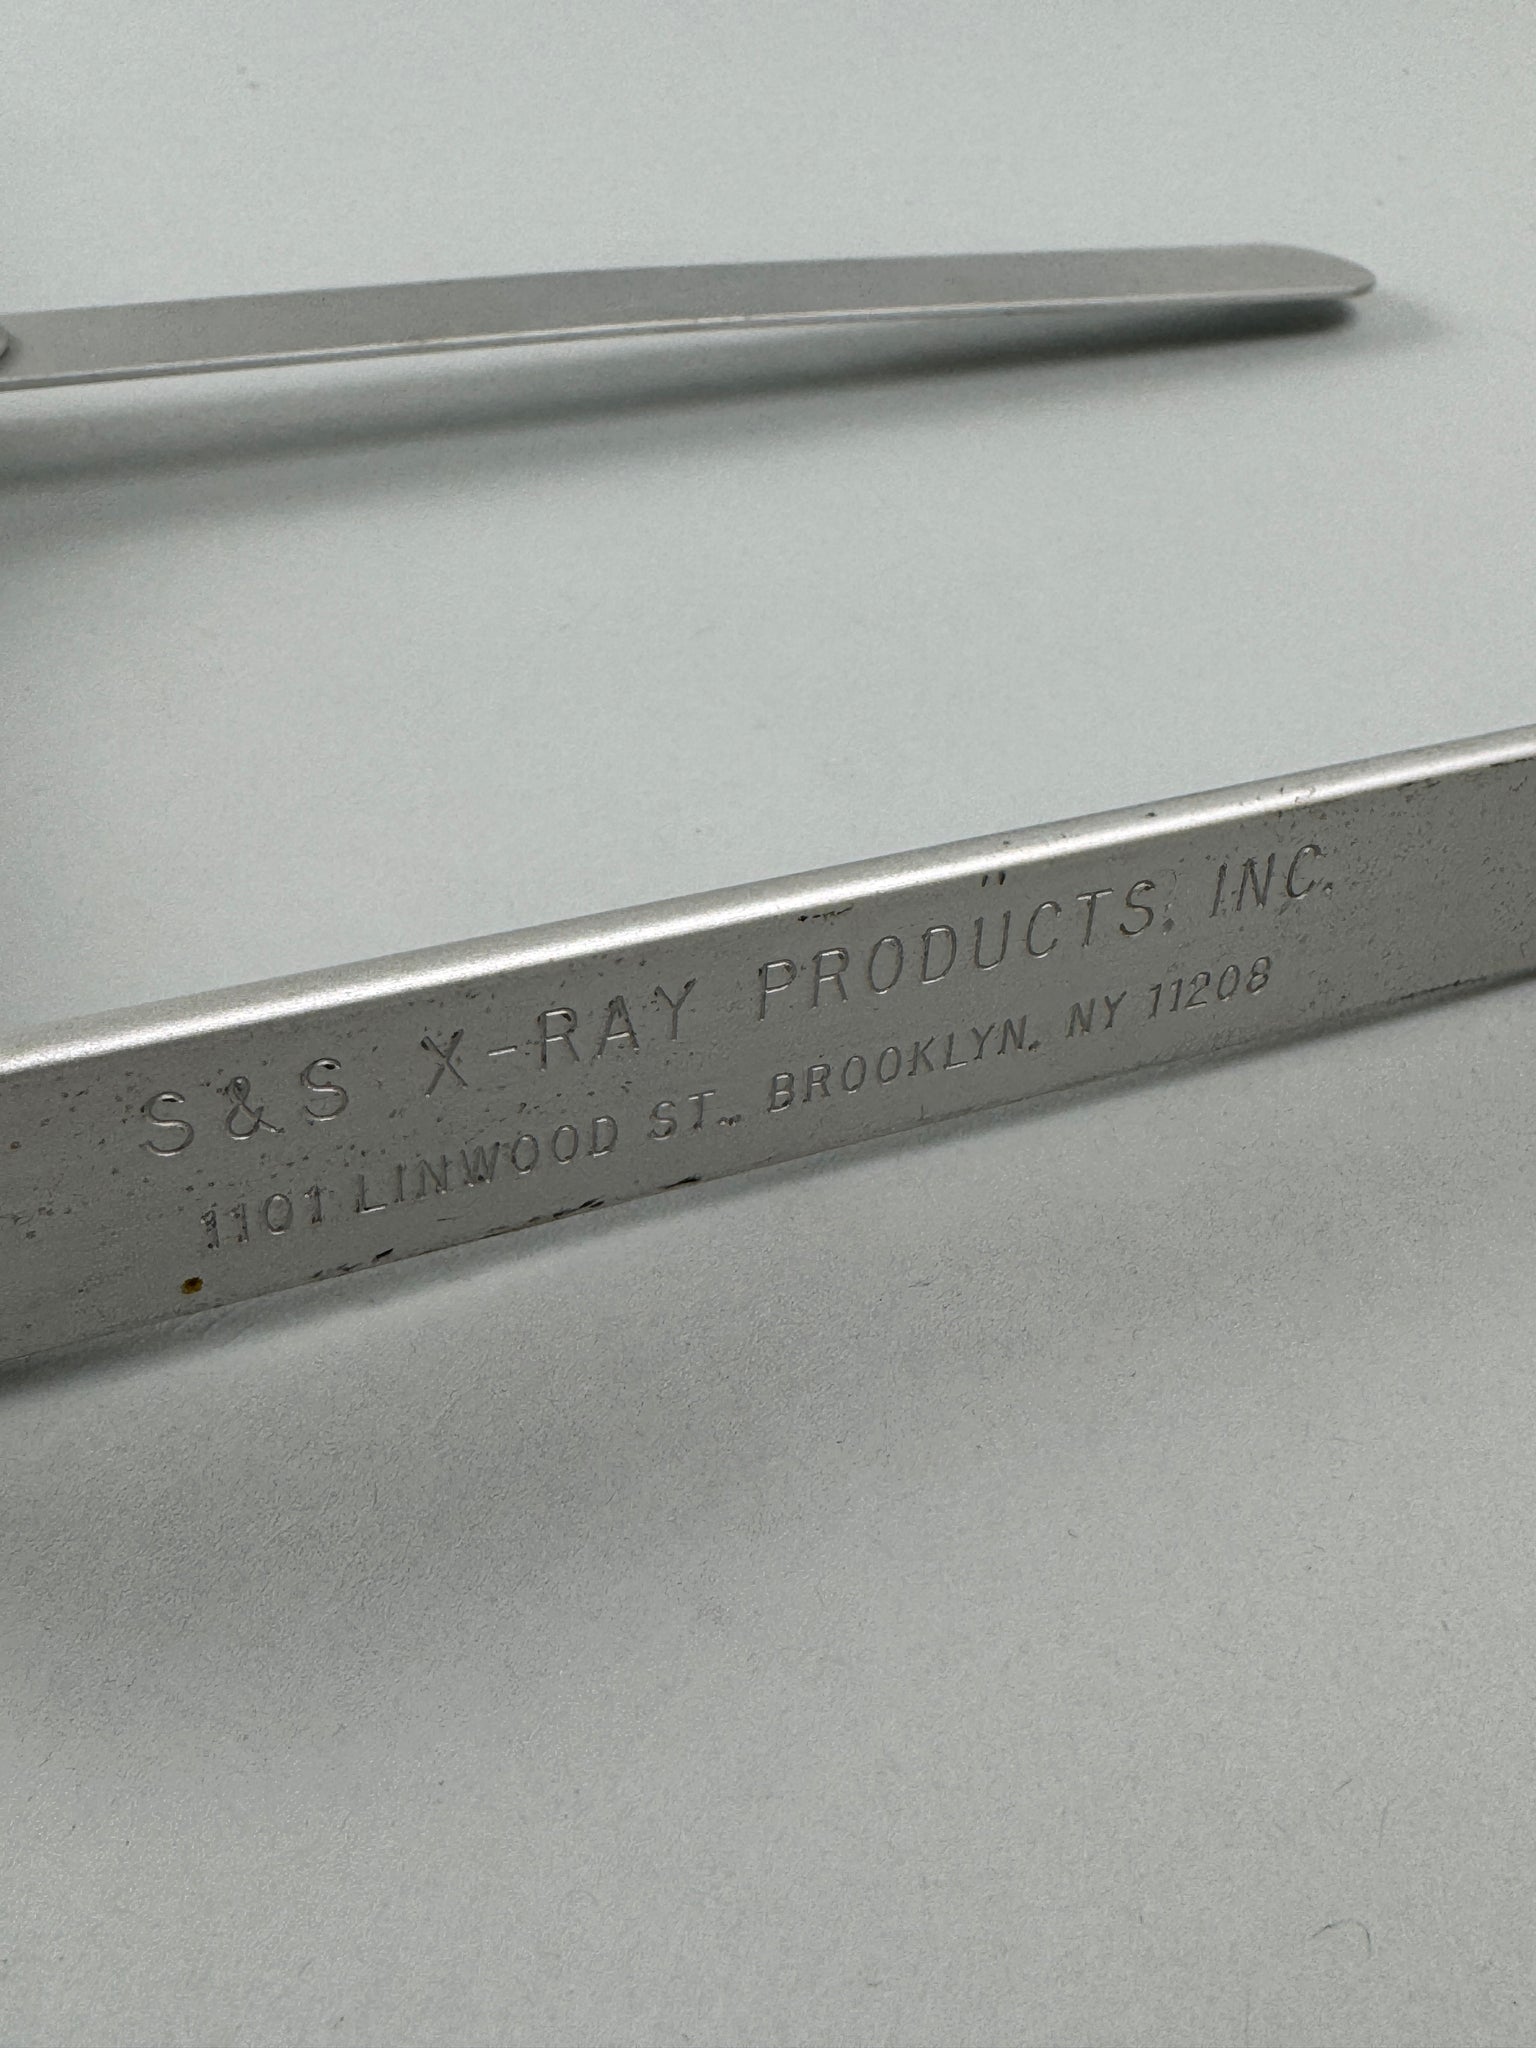 S&S X-RAY PRODUCTS, INC.
1101 LINWOOD ST., BROOKLYN, NY 11208